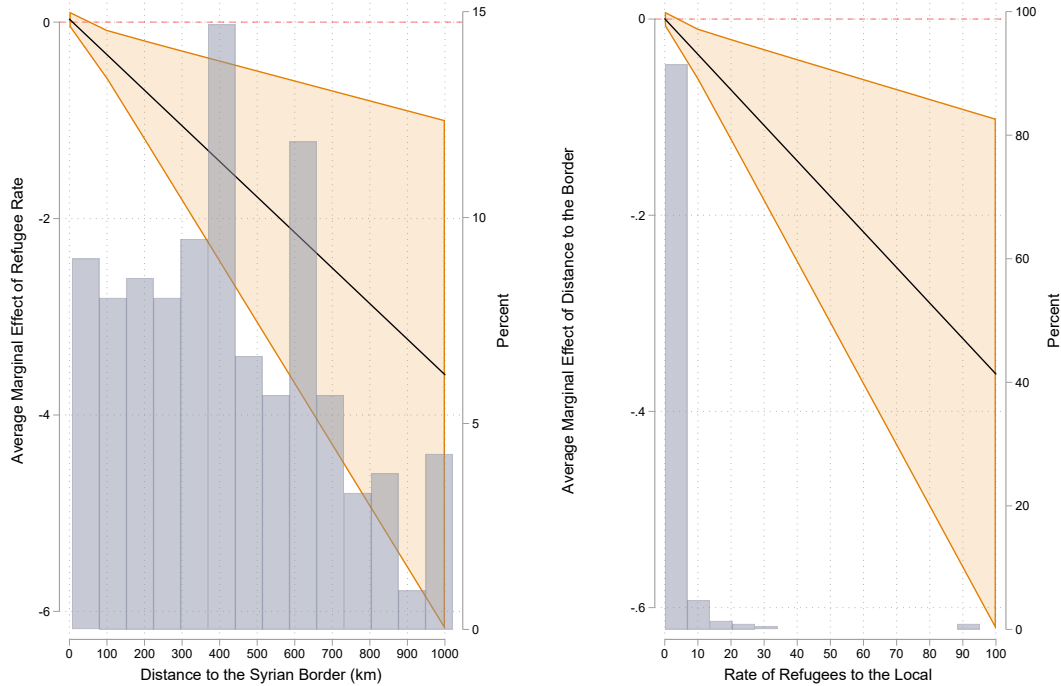 0
-2
-4
-6
Average Marginal Effect of Refugee Rate
15
10
5
0
Percent
0 100 200 300 400 500 600 700 800 900 1000
Distance to the Syrian Border (km)
0
-.2
-.4
-.6
Average Marginal Effect of Distance to the Border
100
80
60
40
20
0
Percent
0 10 20 30 40 50 60 70 80 90 100
Rate of Refugees to the Local